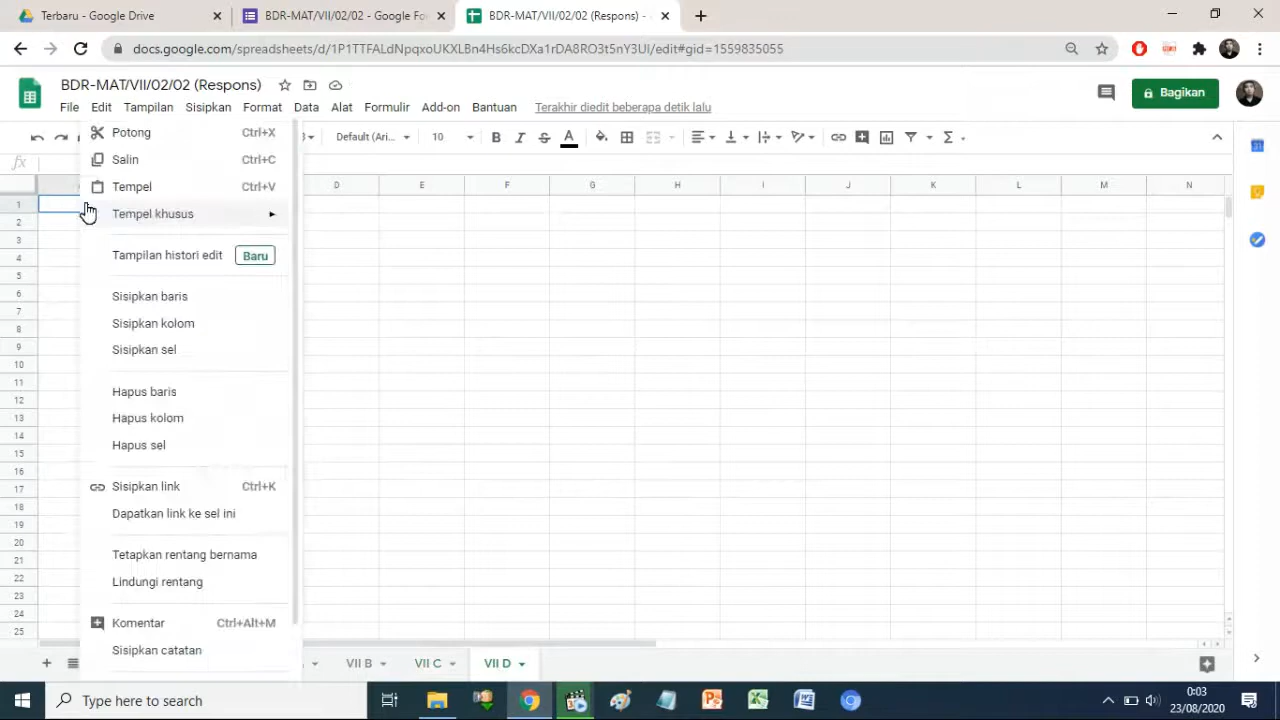 Terbaru - Google Drive
BDR-MAT/VII/02/02 - Google Fo
BDR-MAT/VII/02/02 (Respons) -
docs.google.com/spreadsheets/d/1P1TTFALdNpqxoUKXLBn4Hs6kcDXa1rDA8RO3t5nY3UI/edit#gid=1559835055
BDR-MAT/VII/02/02 (Respons)
File Edit Tampilan Sisipkan Format Data Alat Formulir Add-on Bantuan Terakhir diedit beberapa detik lalu
Bagikan
Default (Ari... 10 B I S A
fx
D E F G H I J K L M N
1
2
3
4
5
6
7
8
9
10
11
12
13
14
15
16
17
18
19
20
21
22
23
24
25
Potong Ctrl+X
Salin Ctrl+C
Tempel Ctrl+V
Tempel khusus
Tampilan histori edit Baru
Sisipkan baris
Sisipkan kolom
Sisipkan sel
Hapus baris
Hapus kolom
Hapus sel
Sisipkan link Ctrl+K
Dapatkan link ke sel ini
Tetapkan rentang bernama
Lindungi rentang
Komentar Ctrl+Alt+M
Sisipkan catatan
VII B VII C VII D
Type here to search
0:03
23/08/2020